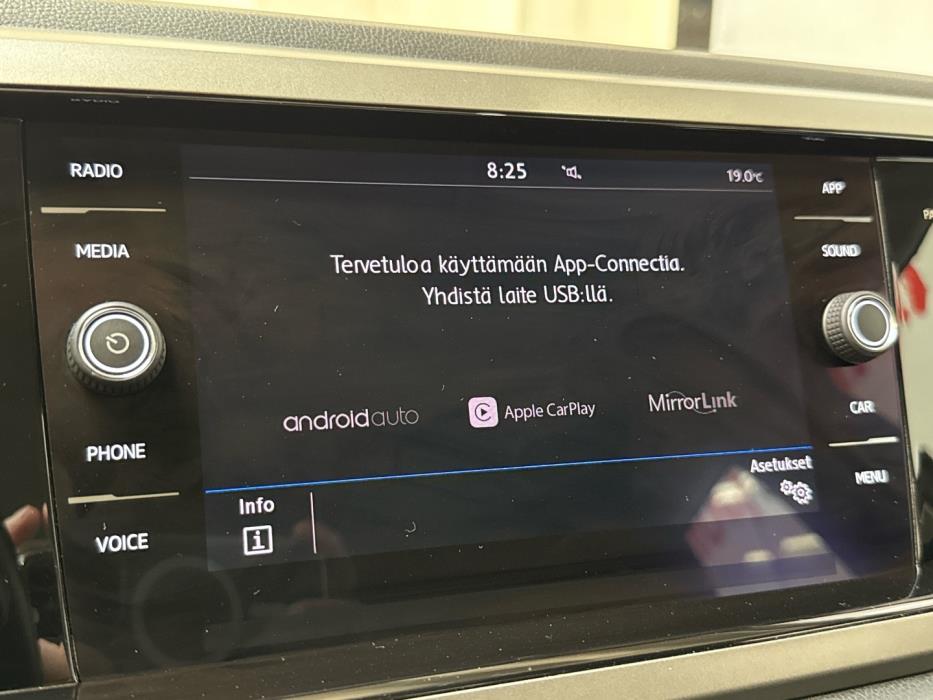 RADIO
MEDIA
PHONE
VOICE
8:25
19.0°C
Tervetuloa käyttämään App-Connectia.
Yhdistä laite USB:llä.
androidauto
Apple CarPlay
MirrorLink
Info
i
Asetukset
APP
SOUND
CAR
MENU